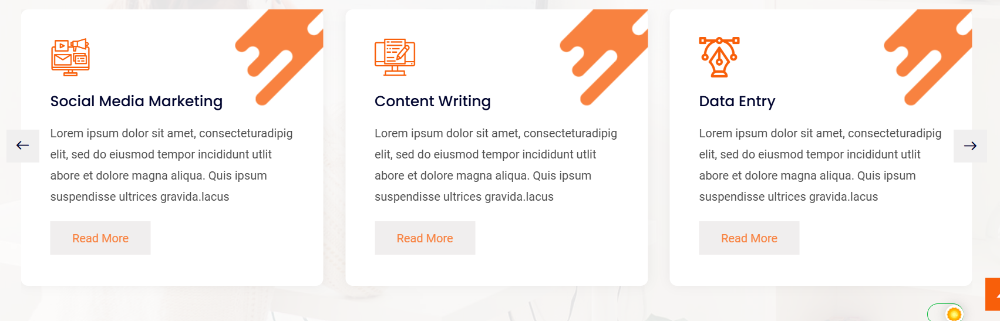 Social Media Marketing
Lorem ipsum dolor sit amet, consecteturadipig
elit, sed do eiusmod tempor incididunt utlit
abore et dolore magna aliqua. Quis ipsum
suspendisse ultrices gravida.lacus
Read More
Content Writing
Lorem ipsum dolor sit amet, consecteturadipig
elit, sed do eiusmod tempor incididunt utlit
abore et dolore magna aliqua. Quis ipsum
suspendisse ultrices gravida.lacus
Read More
Data Entry
Lorem ipsum dolor sit amet, consecteturadipig
elit, sed do eiusmod tempor incididunt utlit
abore et dolore magna aliqua. Quis ipsum
suspendisse ultrices gravida.lacus
Read More